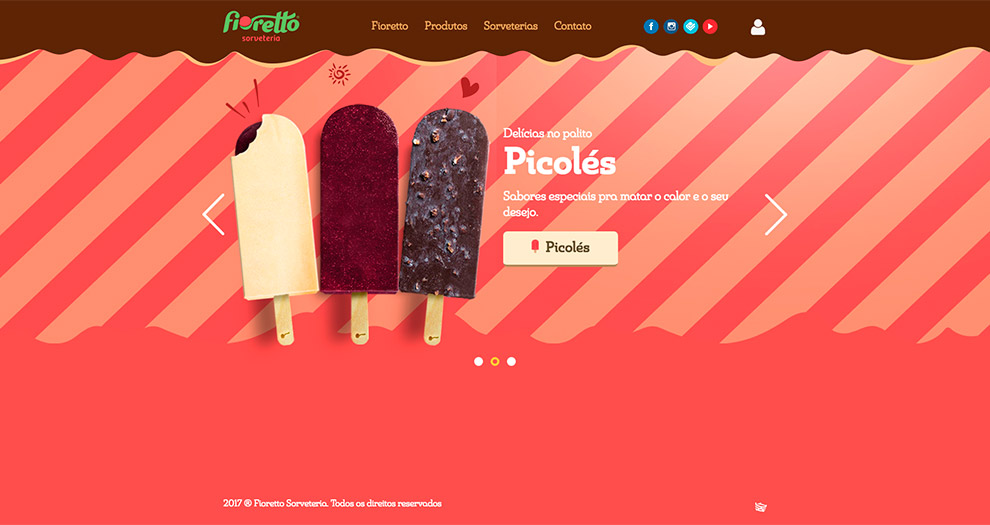 fioretto
sorveteria
Fioretto Produtos Sorveterias Contato
Delícias no palito
Picolés
Sabores especiais pra matar o calor e o seu
desejo.
Picolés
2017 ® Fioretto Sorveteria. Todos os direitos reservados